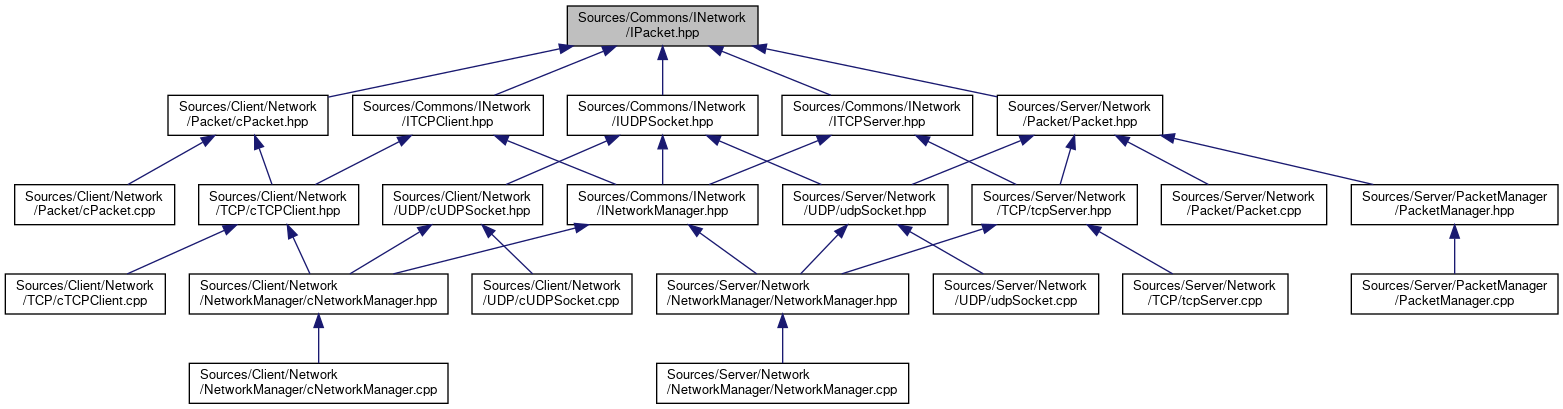 Sources/Commons/INetwork
/IPacket.hpp
Sources/Client/Network
/Packet/cPacket.hpp
Sources/Commons/INetwork
/ITCPClient.hpp
Sources/Commons/INetwork
/IUDPSocket.hpp
Sources/Commons/INetwork
/ITCPServer.hpp
Sources/Server/Network
/Packet/Packet.hpp
Sources/Client/Network
/Packet/cPacket.cpp
Sources/Client/Network
/TCP/cTCPClient.hpp
Sources/Client/Network
/UDP/cUDPSocket.hpp
Sources/Commons/INetwork
/INetworkManager.hpp
Sources/Server/Network
/UDP/udpSocket.hpp
Sources/Server/Network
/TCP/tcpServer.hpp
Sources/Server/Network
/Packet/Packet.cpp
Sources/Server/PacketManager
/PacketManager.hpp
Sources/Client/Network
/TCP/cTCPClient.cpp
Sources/Client/Network
/NetworkManager/cNetworkManager.hpp
Sources/Client/Network
/UDP/cUDPSocket.cpp
Sources/Server/Network
/NetworkManager/NetworkManager.hpp
Sources/Server/Network
/UDP/udpSocket.cpp
Sources/Server/Network
/TCP/tcpServer.cpp
Sources/Server/PacketManager
/PacketManager.cpp
Sources/Client/Network
/NetworkManager/cNetworkManager.cpp
Sources/Server/Network
/NetworkManager/NetworkManager.cpp